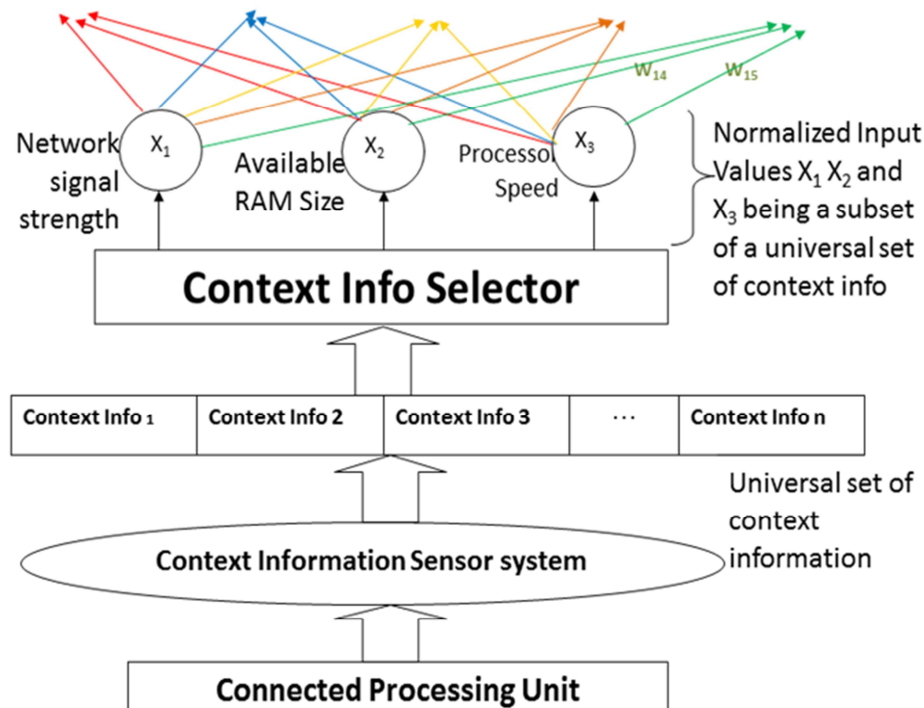 W14
W15
X1
X2
X3
Network
signal
strength
Available
RAM Size
Processor
Speed
Normalized Input
Values X1 X2 and
X3 being a subset
of a universal set
of context info
Context Info Selector
Context Info 1
Context Info 2
Context Info 3
...
Context Info n
Universal set of
context
information
Context Information Sensor system
Connected Processing Unit